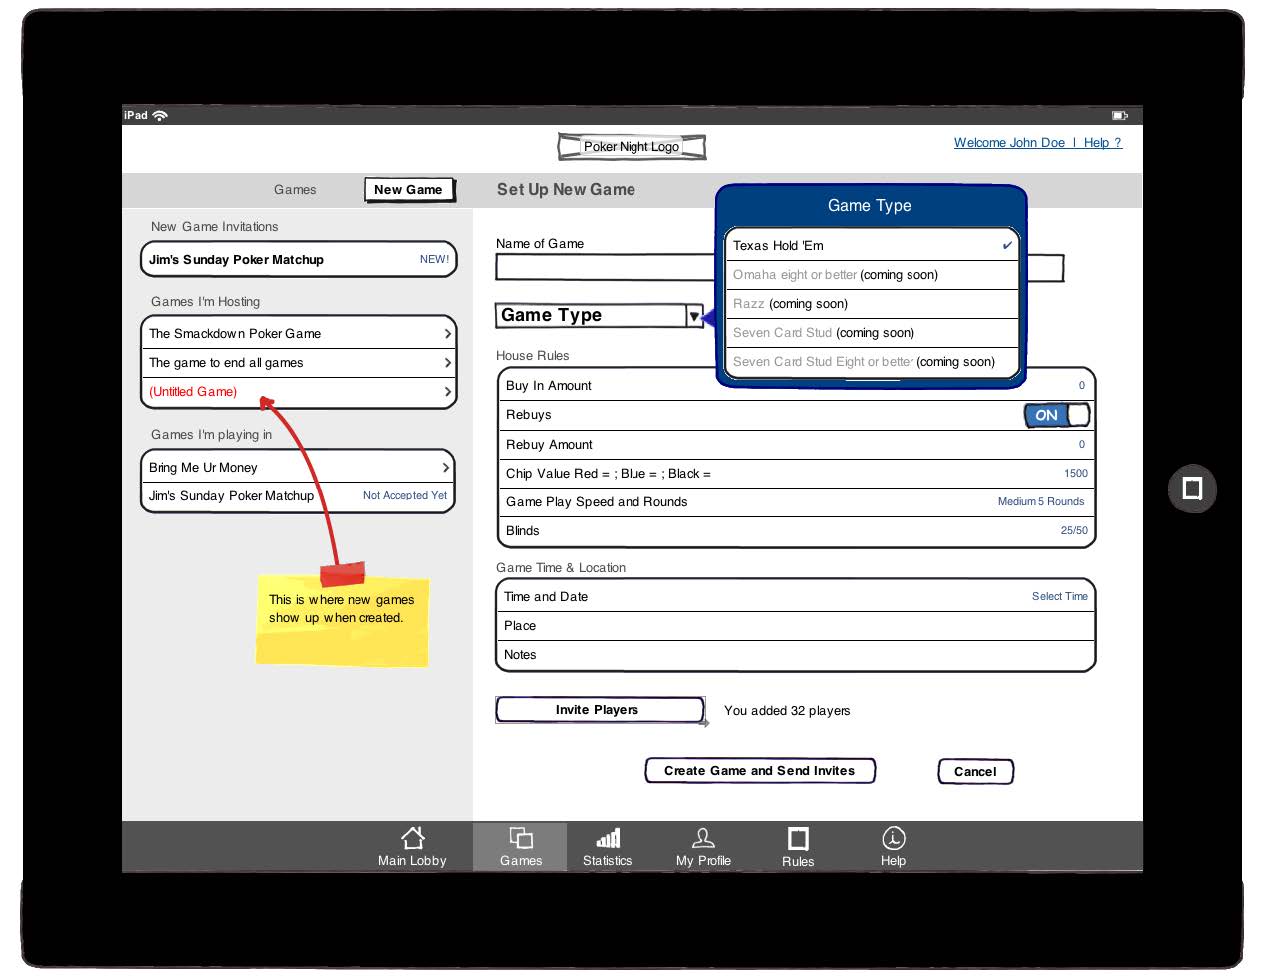 iPad
Poker Night Logo
Welcome John Doe | Help ?
Games
New Game
Set Up New Game
New Game Invitations
Jim's Sunday Poker Matchup NEW!
Games I'm Hosting
The Smackdown Poker Game
The game to end all games
(Untitled Game)
Games I'm playing in
Bring Me Ur Money
Jim's Sunday Poker Matchup Not Accepted Yet
This is where new games
show up when created.
Name of Game
Game Type
Game Type
Texas Hold 'Em ✔
Omaha eight or better (coming soon)
Razz (coming soon)
Seven Card Stud (coming soon)
Seven Card Stud Eight or better (coming soon)
House Rules
Buy In Amount 0
Rebuys ON
Rebuy Amount 0
Chip Value Red = ; Blue = ; Black = 1500
Game Play Speed and Rounds Medium 5 Rounds
Blinds 25/50
Game Time & Location
Time and Date Select Time
Place
Notes
Invite Players
You added 32 players
Create Game and Send Invites
Cancel
Main Lobby
Games
Statistics
My Profile
Rules
Help